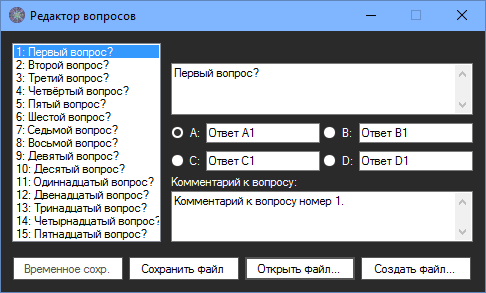 Редактор вопросов
1: Первый вопрос?
2: Второй вопрос?
3: Третий вопрос?
4: Четвёртый вопрос?
5: Пятый вопрос?
6: Шестой вопрос?
7: Седьмой вопрос?
8: Восьмой вопрос?
9: Девятый вопрос?
10: Десятый вопрос?
11: Одиннадцатый вопрос?
12: Двенадцатый вопрос?
13: Тринадцатый вопрос?
14: Четырнадцатый вопрос?
15: Пятнадцатый вопрос?
Первый вопрос?
A: Ответ A1 B: Ответ B1
C: Ответ C1 D: Ответ D1
Комментарий к вопросу:
Комментарий к вопросу номер 1.
Временное сохр. Сохранить файл Открыть файл... Создать файл...